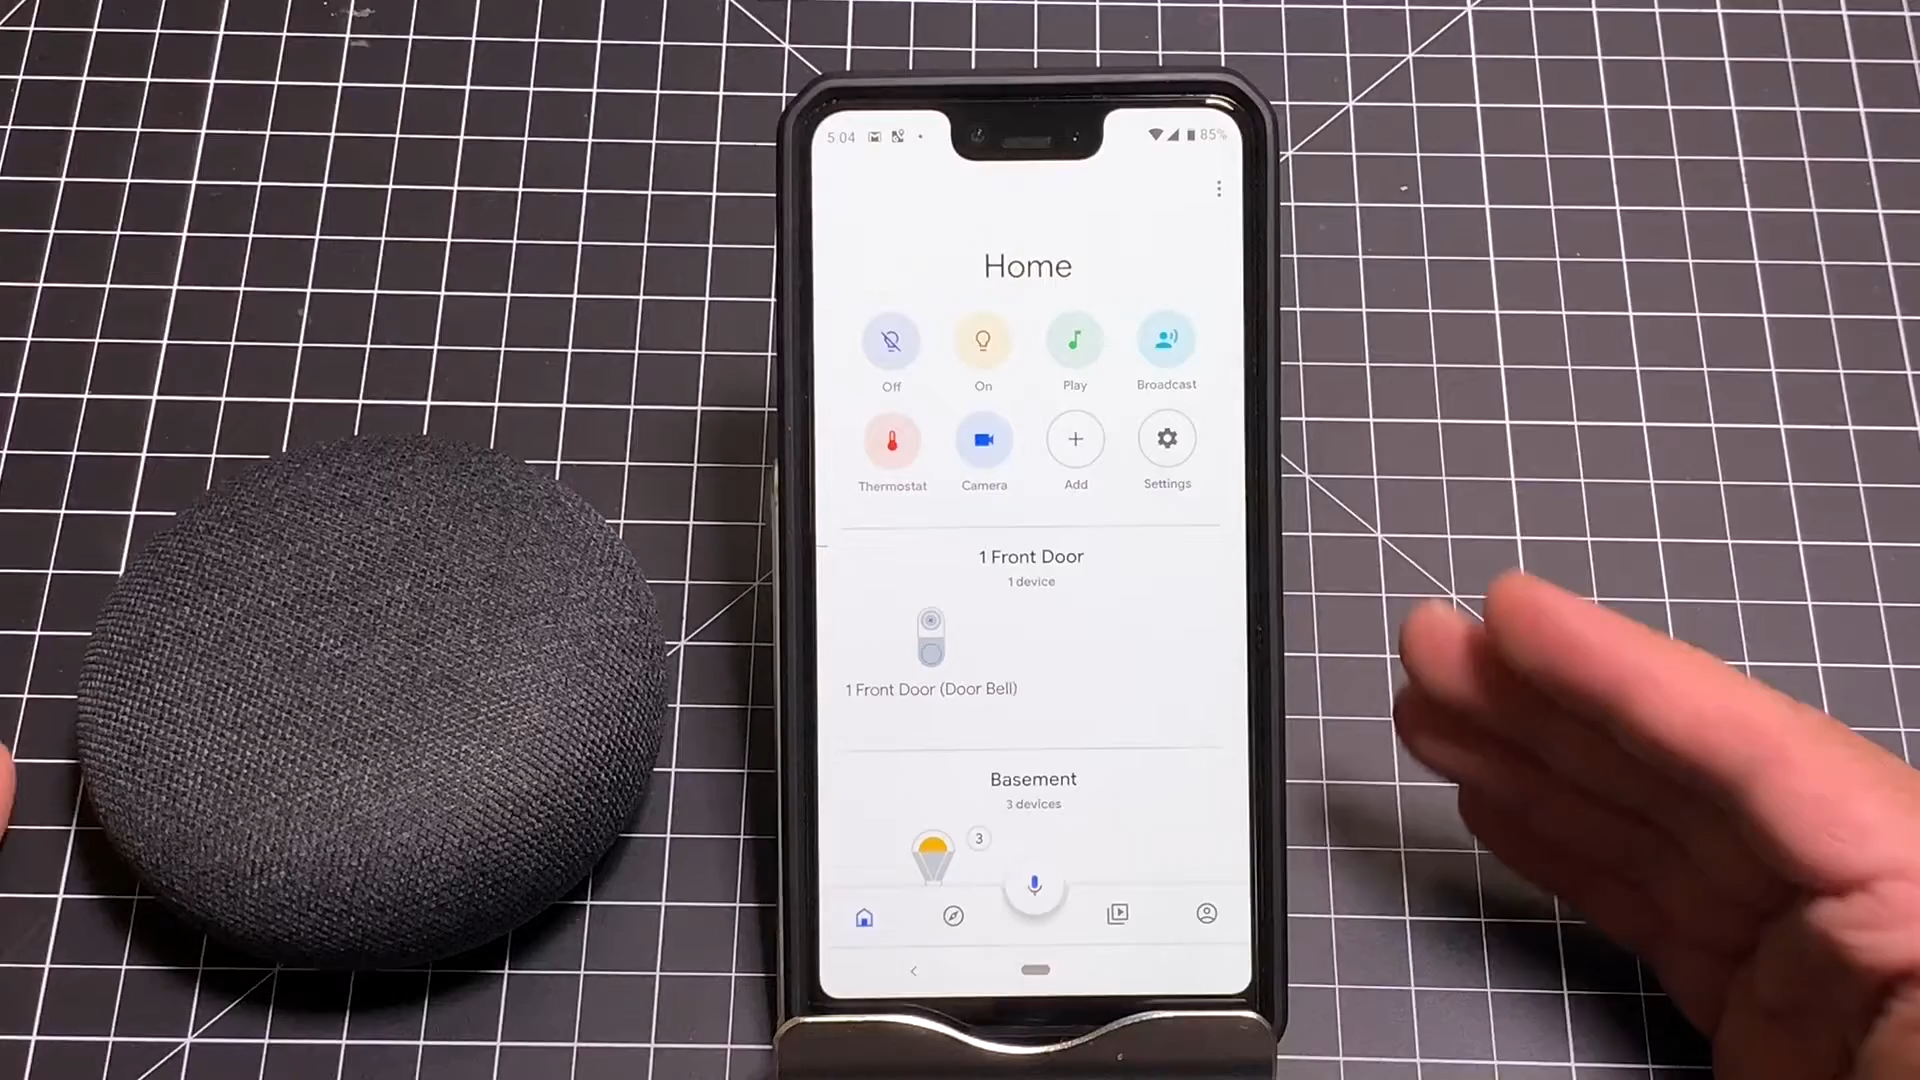 5.04
85%
Home
Off
On
Play
Broadcast
Thermostat
Camera
Add
Settings
1 Front Door
1 device
1 Front Door (Door Bell)
Basement
3 devices
3